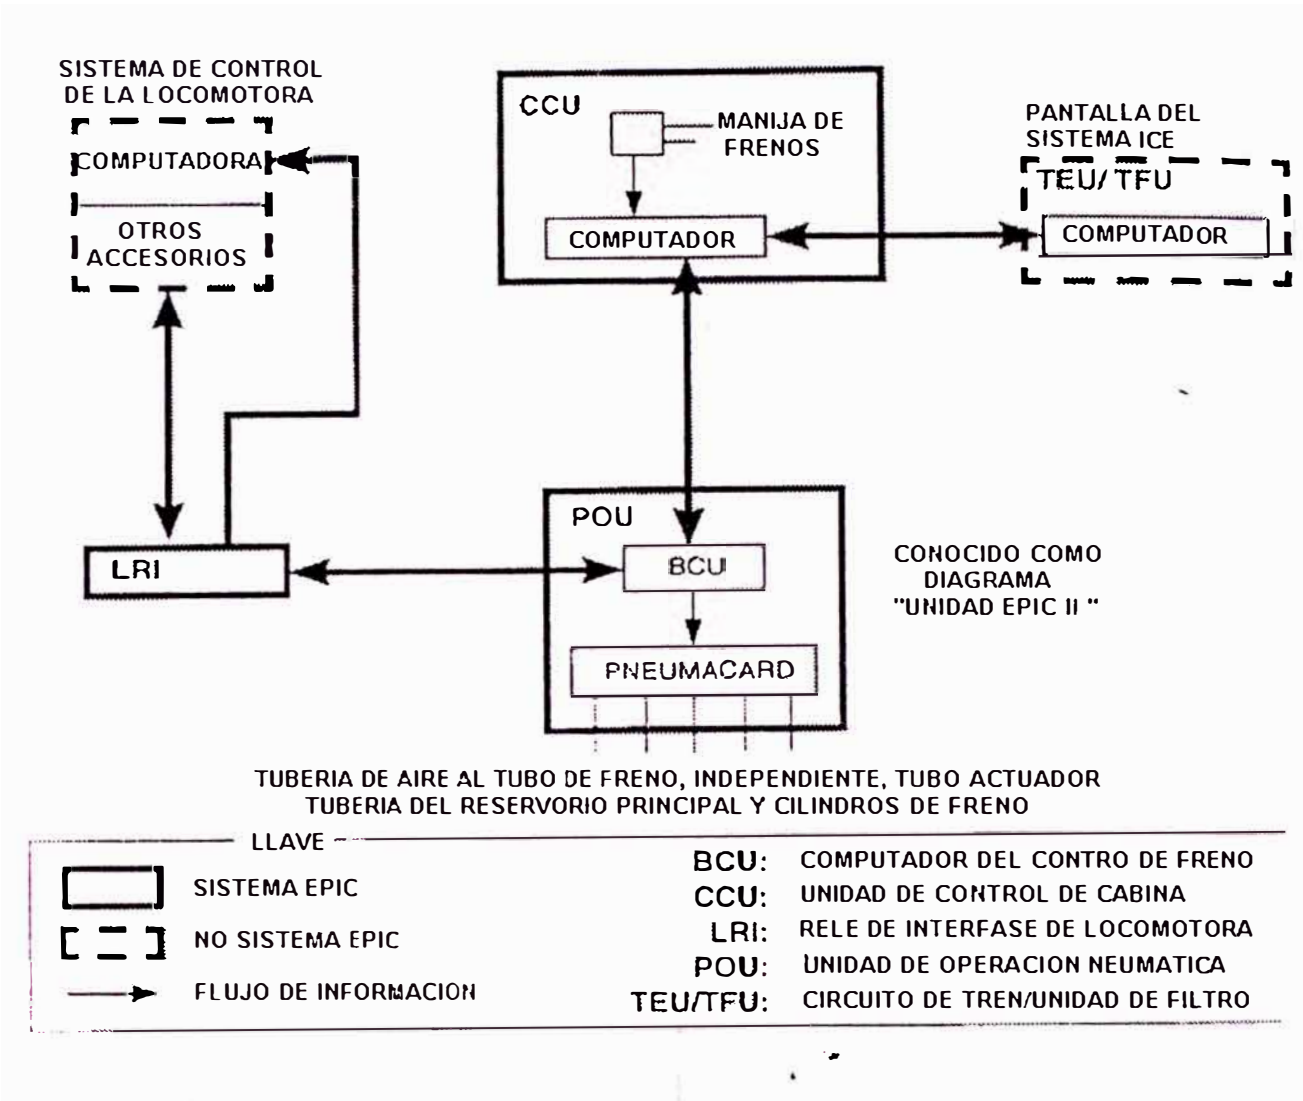 SISTEMA DE CONTROL
DE LA LOCOMOTORA
COMPUTADORA
OTROS
ACCESORIOS
CCU
MANIJA DE
FRENOS
COMPUTADOR
PANTALLA DEL
SISTEMA ICE
TEU/ TFU
COMPUTADOR
LRI
POU
BCU
PNEUMACARD
CONOCIDO COMO
DIAGRAMA
"UNIDAD EPIC II "
TUBERIA DE AIRE AL TUBO DE FRENO, INDEPENDIENTE, TUBO ACTUADOR
TUBERIA DEL RESERVORIO PRINCIPAL Y CILINDROS DE FRENO
LLAVE
SISTEMA EPIC
NO SISTEMA EPIC
FLUJO DE INFORMACION
BCU: COMPUTADOR DEL CONTRO DE FRENO
CCU: UNIDAD DE CONTROL DE CABINA
LRI: RELE DE INTERFASE DE LOCOMOTORA
POU: UNIDAD DE OPERACION NEUMATICA
TEU/TFU: CIRCUITO DE TREN/UNIDAD DE FILTRO